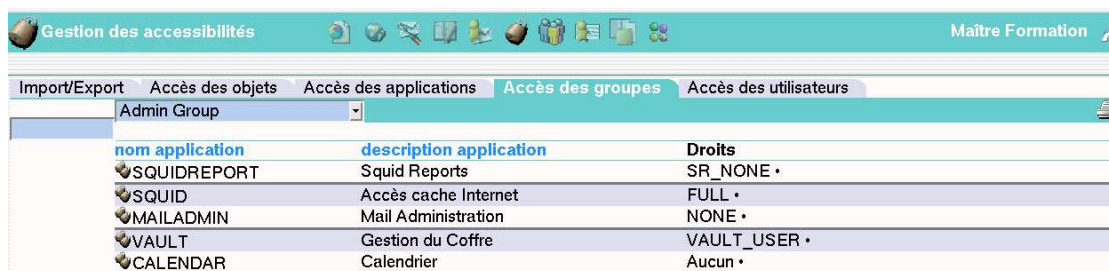 Gestion des accessibilités Maître Formation
Import/Export Accès des objets Accès des applications Accès des groupes Accès des utilisateurs
Admin Group
nom application description application Droits
SQUIDREPORT Squid Reports SR_NONE •
SQUID Accès cache Internet FULL •
MAILADMIN Mail Administration NONE •
VAULT Gestion du Coffre VAULT_USER •
CALENDAR Calendrier Aucun •